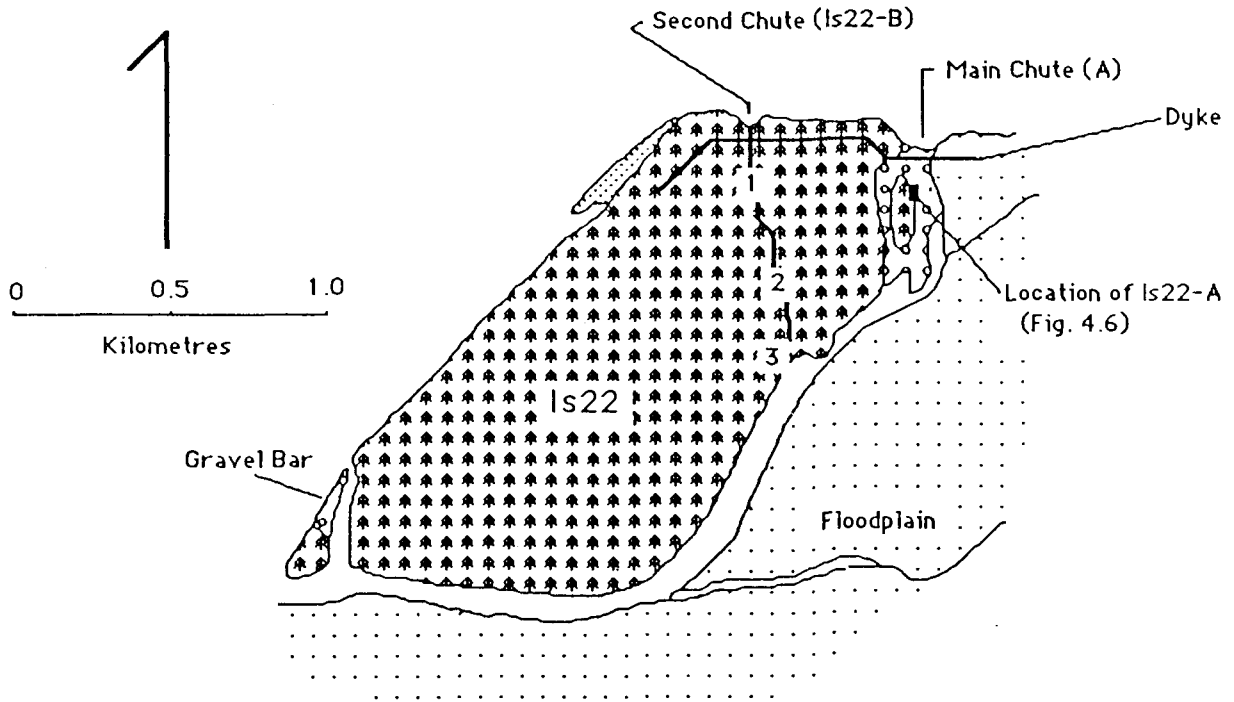 Second Chute (Is22-B)
Main Chute (A)
Dyke
1
0 0.5 1.0
Kilometres
2
Location of Is22-A
(Fig. 4.6)
3
Is22
Gravel Bar
Floodplain